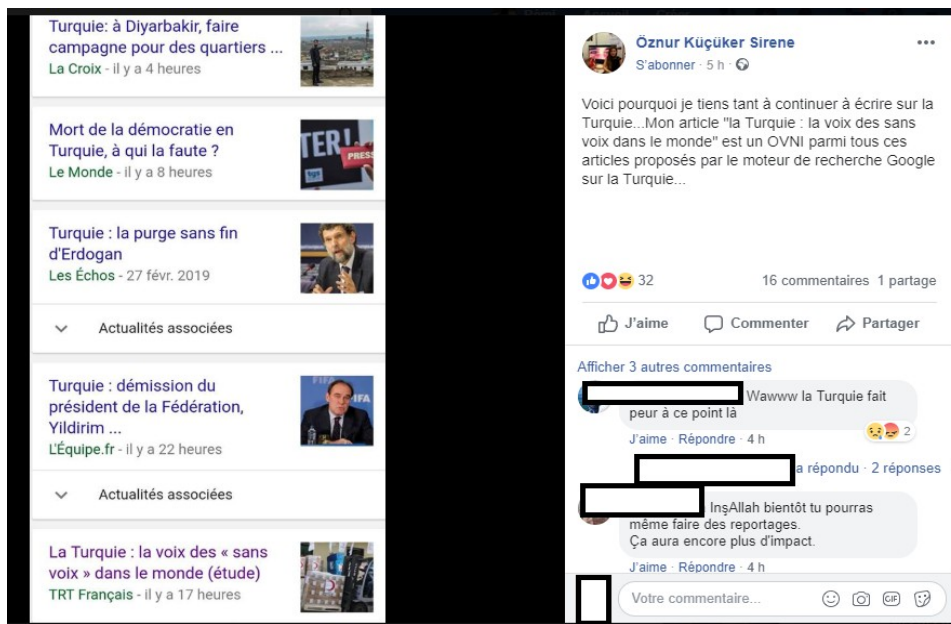 Turquie: à Diyarbakir, faire
campagne pour des quartiers ...
La Croix - il y a 4 heures
Mort de la démocratie en
Turquie, à qui la faute ?
Le Monde - il y a 8 heures
TER!
PRESS
Turquie : la purge sans fin
d'Erdogan
Les Échos - 27 févr. 2019
Actualités associées
Turquie : démission du
président de la Fédération,
Yildirim ...
L'Équipe.fr - il y a 22 heures
FIFA
FIFA
Actualités associées
La Turquie : la voix des « sans
voix » dans le monde (étude)
TRT Français - il y a 17 heures
Öznur Küçüker Sirene
S'abonner · 5 h ·
Voici pourquoi je tiens tant à continuer à écrire sur la
Turquie...Mon article "la Turquie : la voix des sans
voix dans le monde" est un OVNI parmi tous ces
articles proposés par le moteur de recherche Google
sur la Turquie...
32
16 commentaires 1 partage
J'aime
Commenter
Partager
Afficher 3 autres commentaires
Wawww la Turquie fait
peur à ce point là
2
J'aime · Répondre · 4 h
a répondu · 2 réponses
InşAllah bientôt tu pourras
même faire des reportages.
Ça aura encore plus d'impact.
J'aime · Répondre · 4 h
Votre commentaire...
GIF